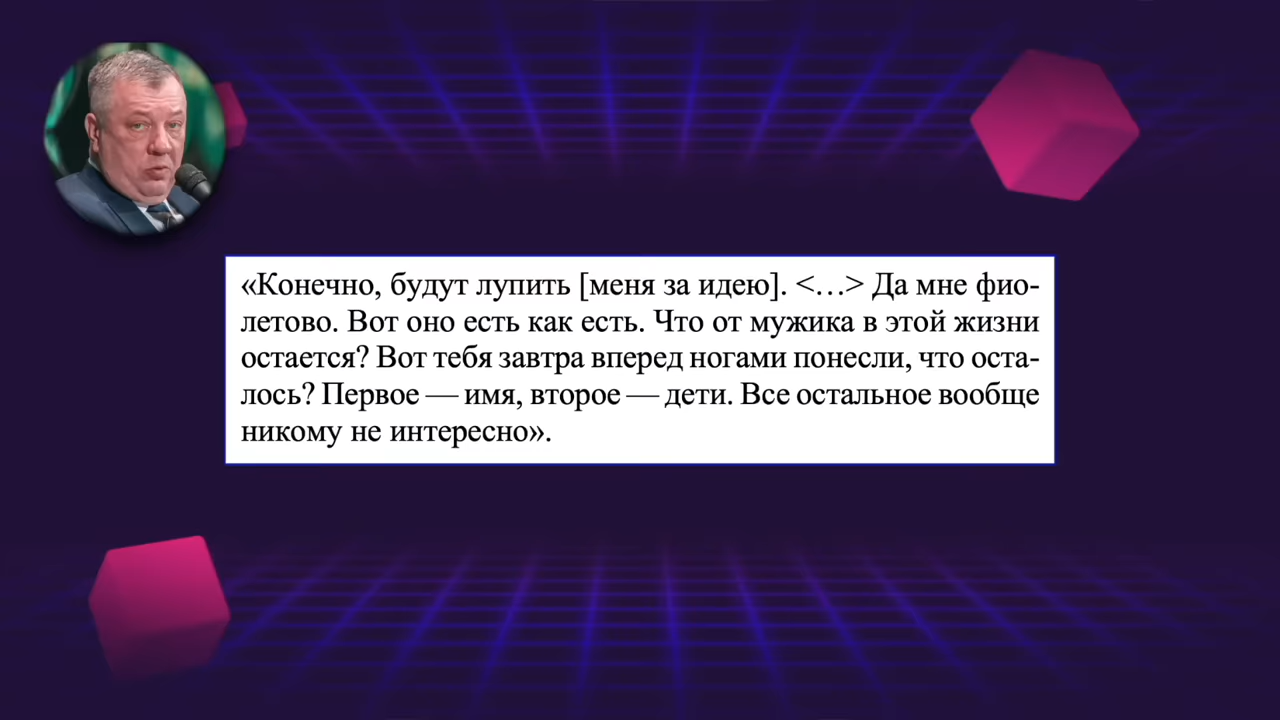 «Конечно, будут лупить [меня за идею]. <…> Да мне фио-
летово. Вот оно есть как есть. Что от мужика в этой жизни
остается? Вот тебя завтра вперед ногами понесли, что оста-
лось? Первое — имя, второе — дети. Все остальное вообще
никому не интересно».